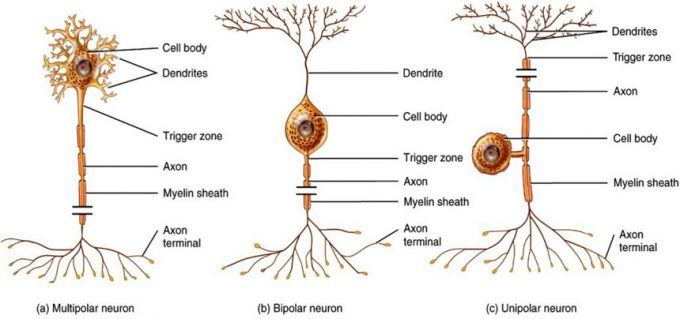 Cell body
Dendrites
Trigger zone
Axon
Myelin sheath
Axon
terminal
(a) Multipolar neuron
Dendrite
Cell body
Trigger zone
Axon
Myelin sheath
Axon
terminal
(b) Bipolar neuron
Dendrites
Trigger zone
Axon
Cell body
Myelin sheath
Axon
terminal
(c) Unipolar neuron